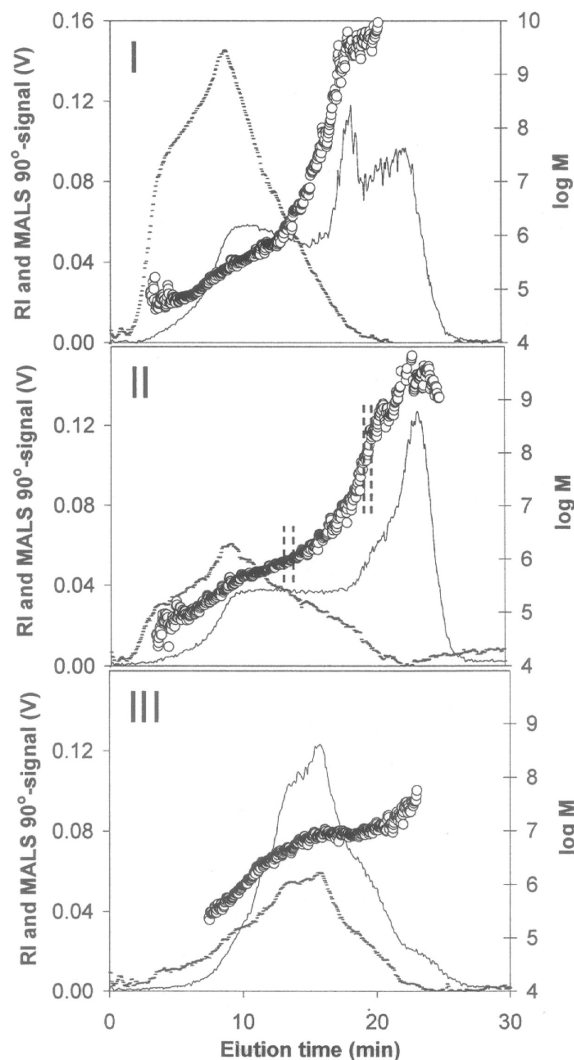 I
RI and MALS 90°-signal (V)
0.16
0.12
0.08
0.04
0.00
10
9
8
7
6
5
4
log M
II
RI and MALS 90°-signal (V)
0.12
0.08
0.04
0.00
9
8
7
6
5
4
log M
III
RI and MALS 90°-signal (V)
0.12
0.08
0.04
0.00
9
8
7
6
5
4
log M
0 10 20 30
Elution time (min)